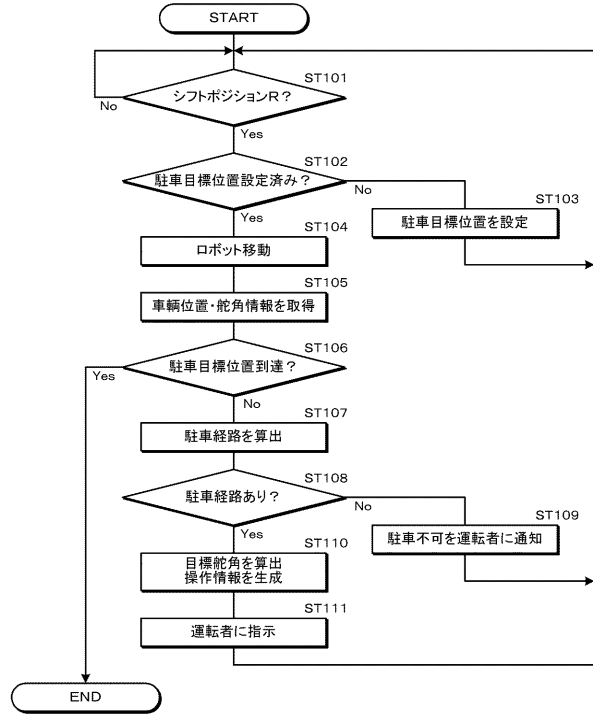 START
ST101
シフトポジションR？
No
Yes
ST102
駐車目標位置設定済み？
No
Yes
ST103
駐車目標位置を設定
ST104
ロボット移動
ST105
車輌位置・舵角情報を取得
ST106
駐車目標位置到達？
Yes
No
ST107
駐車経路を算出
ST108
駐車経路あり？
No
Yes
ST109
駐車不可を運転者に通知
ST110
目標舵角を算出
操作情報を生成
ST111
運転者に指示
END